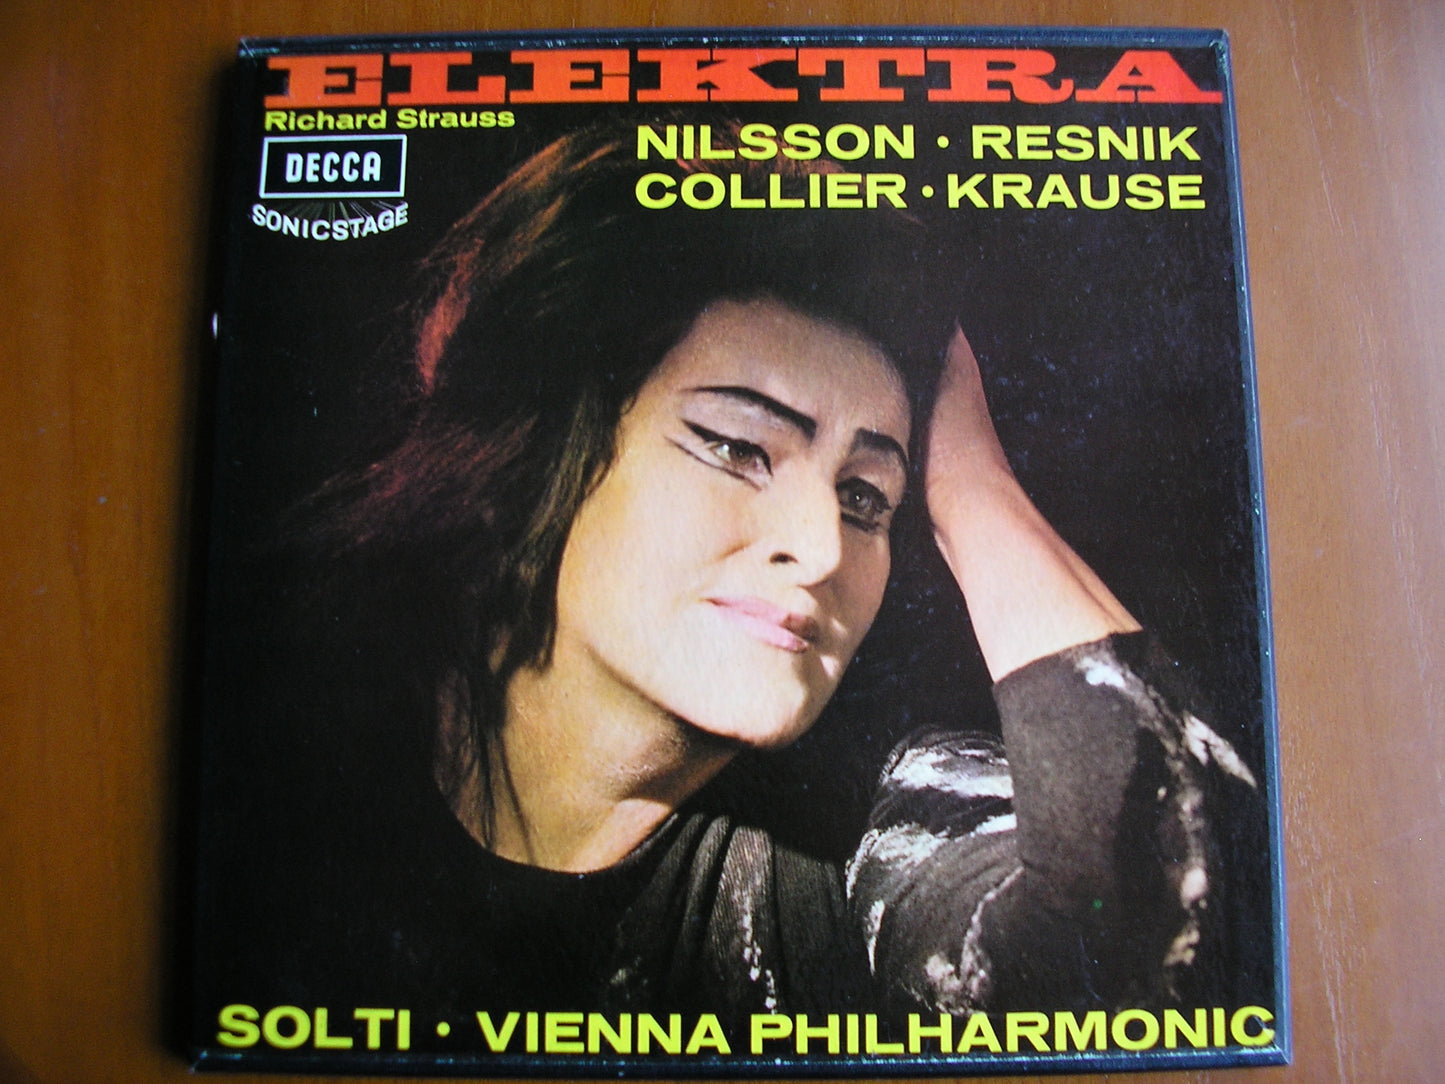 ELEKTRA
Richard Strauss
DECCA
SONICSTAGE
NILSSON · RESNIK
COLLIER · KRAUSE
SOLTI · VIENNA PHILHARMONIC